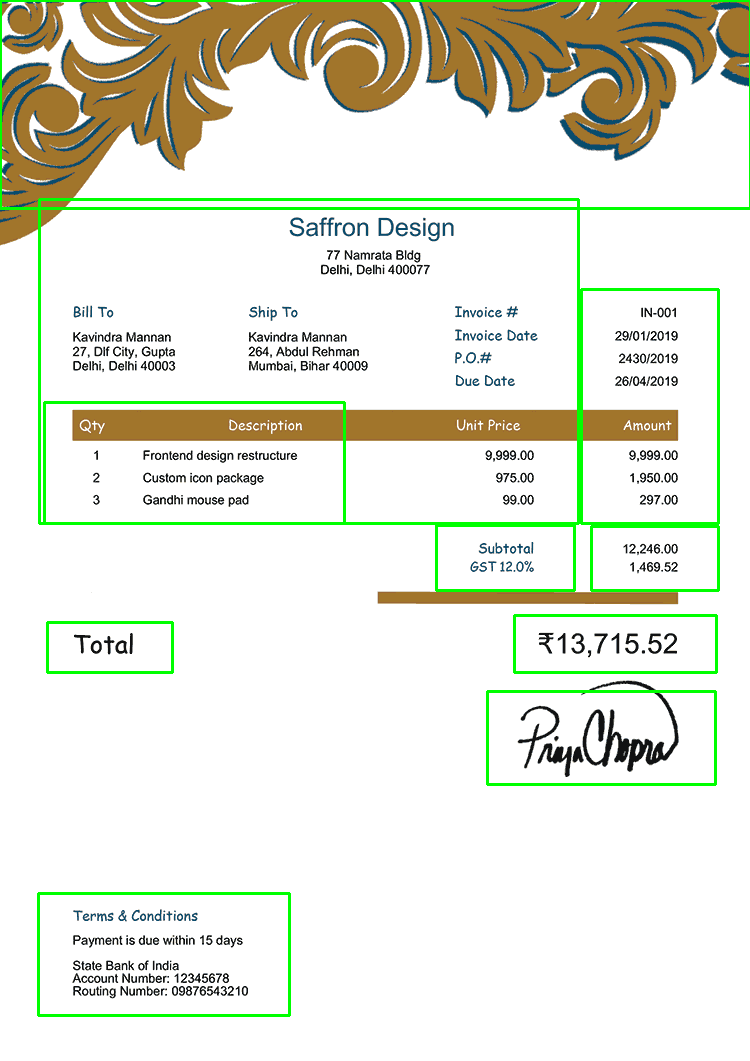 Saffron Design
77 Namrata Bldg
Delhi, Delhi 400077
Bill To Ship To Invoice # IN-001
Kavindra Mannan Kavindra Mannan Invoice Date 29/01/2019
27, Dlf City, Gupta 264, Abdul Rehman P.O.# 2430/2019
Delhi, Delhi 40003 Mumbai, Bihar 40009 Due Date 26/04/2019
Qty Description Unit Price Amount
1 Frontend design restructure 9,999.00 9,999.00
2 Custom icon package 975.00 1,950.00
3 Gandhi mouse pad 99.00 297.00
Subtotal 12,246.00
GST 12.0% 1,469.52
Total ₹13,715.52
Priya Chopra
Terms & Conditions
Payment is due within 15 days
State Bank of India
Account Number: 12345678
Routing Number: 09876543210